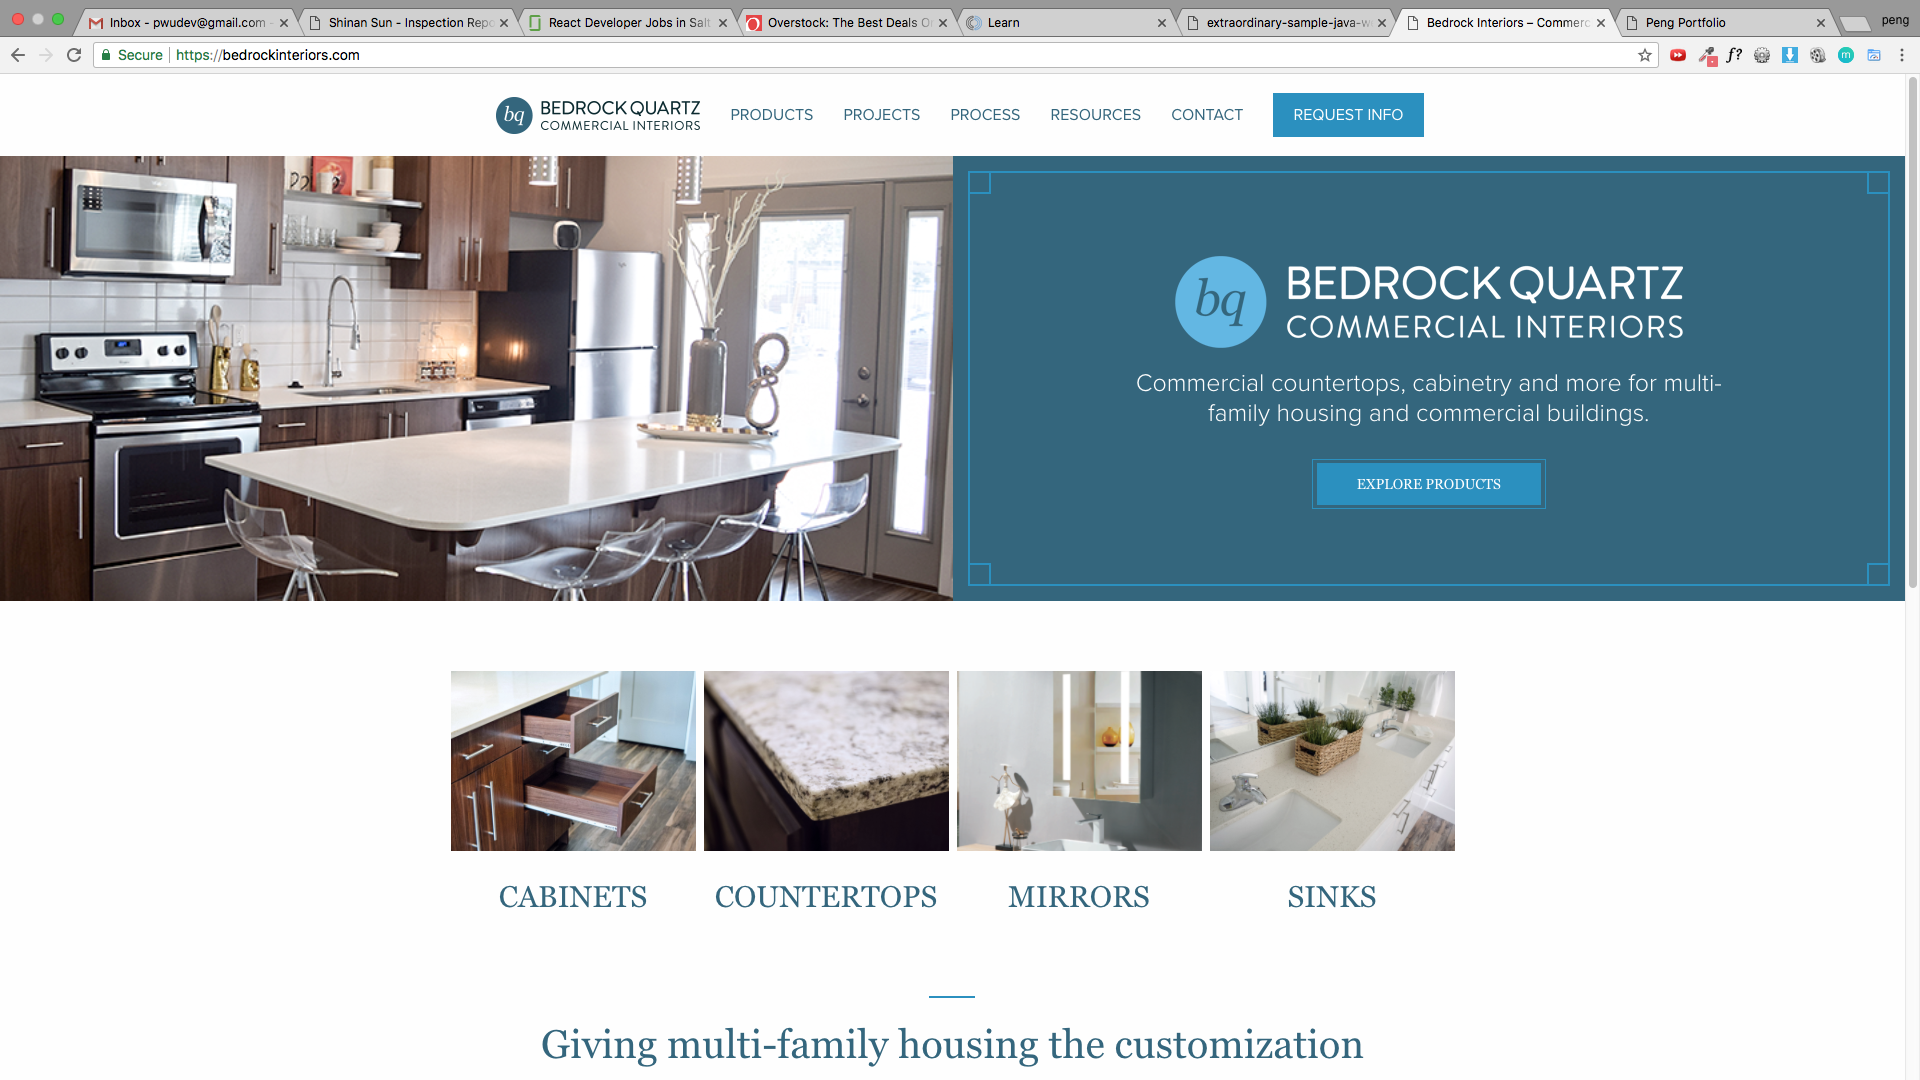 Inbox - pwudev@gmail.com -
Shinan Sun - Inspection Repo
React Developer Jobs in Salt
Overstock: The Best Deals O
Learn
extraordinary-sample-java-w
Bedrock Interiors – Commerc
Peng Portfolio
peng
Secure
https://bedrockinteriors.com
f?
m
bq
BEDROCK QUARTZ
COMMERCIAL INTERIORS
PRODUCTS
PROJECTS
PROCESS
RESOURCES
CONTACT
REQUEST INFO
bq
BEDROCK QUARTZ
COMMERCIAL INTERIORS
Commercial countertops, cabinetry and more for multi-
family housing and commercial buildings.
EXPLORE PRODUCTS
CABINETS
COUNTERTOPS
MIRRORS
SINKS
Giving multi-family housing the customization